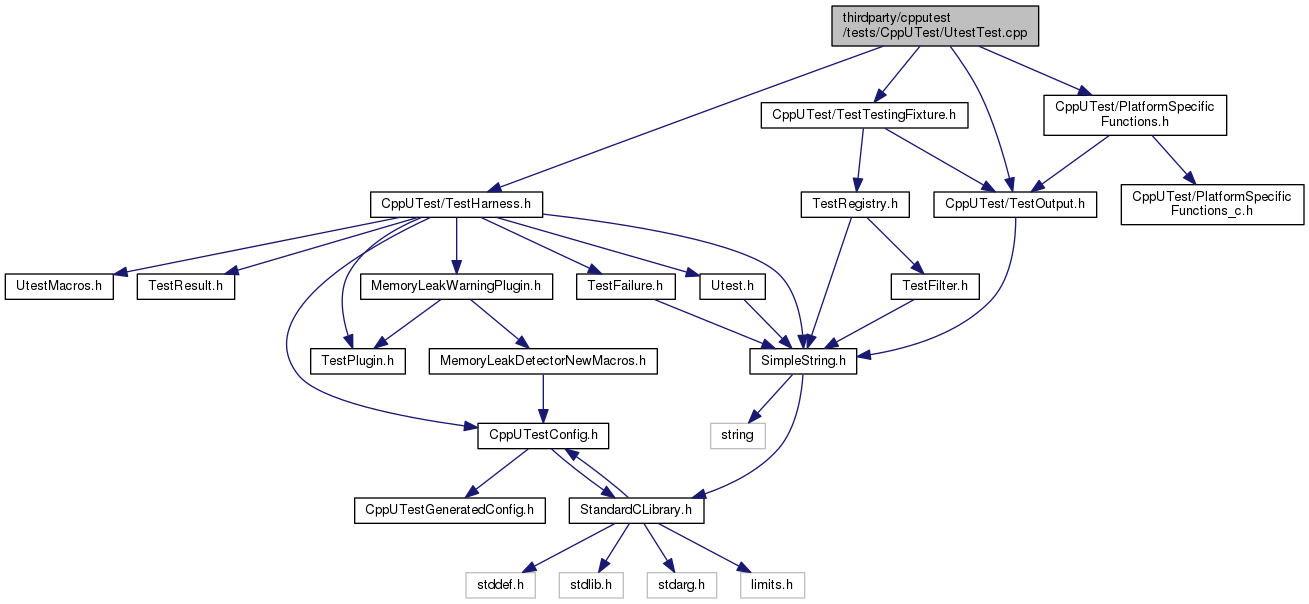 thirdparty/cpputest
/tests/CppUTest/UtestTest.cpp
CppUTest/TestTestingFixture.h
CppUTest/PlatformSpecific
Functions.h
CppUTest/TestHarness.h
TestRegistry.h
CppUTest/TestOutput.h
CppUTest/PlatformSpecific
Functions_c.h
UtestMacros.h
TestResult.h
MemoryLeakWarningPlugin.h
TestFailure.h
Utest.h
TestFilter.h
TestPlugin.h
MemoryLeakDetectorNewMacros.h
SimpleString.h
CppUTestConfig.h
string
CppUTestGeneratedConfig.h
StandardCLibrary.h
stddef.h
stdlib.h
stdarg.h
limits.h